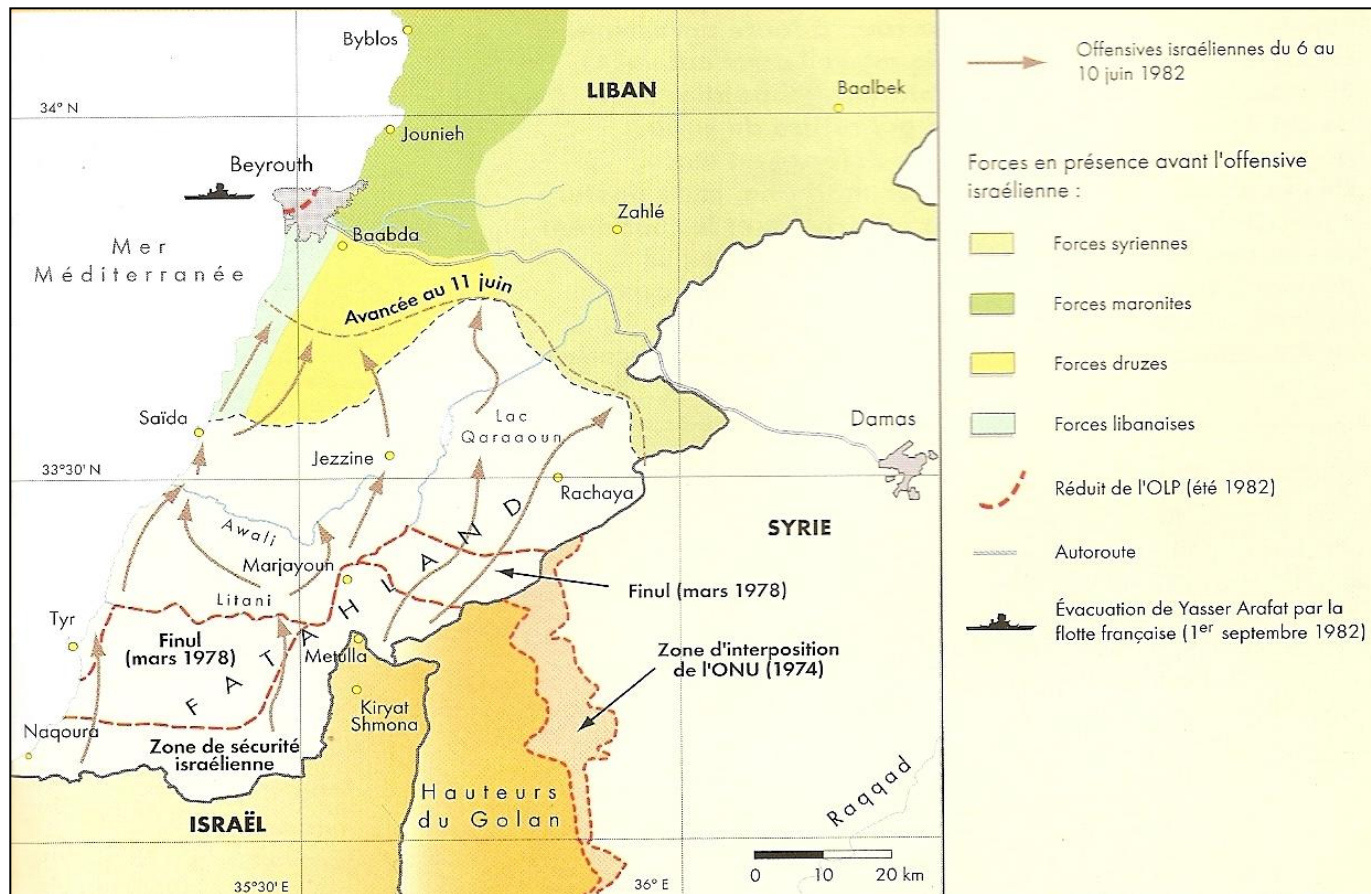 Byblos
LIBAN
Baalbek
34° N
Jounieh
Beyrouth
Zahlé
Baabda
Mer
Méditerranée
Avancée au 11 juin
Saïda
Lac
Qaraaoun
Damas
Jezzine
33°30' N
Rachaya
Awali
SYRIE
Marjayoun
Litani
Finul (mars 1978)
Tyr
Finul
(mars 1978)
FATAHLAND
Metulla
Zone d'interposition
de l'ONU (1974)
Kiryat
Shmona
Naqoura
Zone de sécurité
israélienne
Hauteurs
du Golan
Raqqad
ISRAËL
35°30' E
36° E
0 10 20 km
Offensives israéliennes du 6 au
10 juin 1982
Forces en présence avant l'offensive
israélienne :
Forces syriennes
Forces maronites
Forces druzes
Forces libanaises
Réduit de l'OLP (été 1982)
Autoroute
Évacuation de Yasser Arafat par la
flotte française (1er septembre 1982)